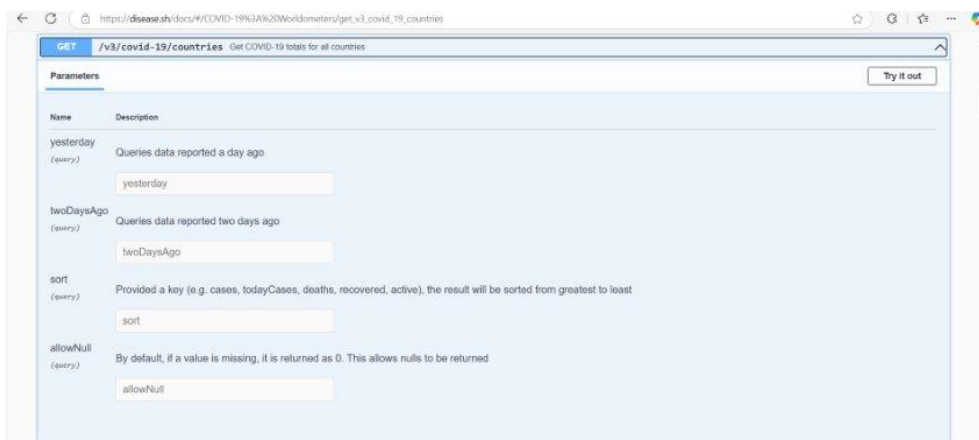 https://disease.sh/docs/#/COVID-19%3A%20Worldometers/get_v3_covid_19_countries
GET /v3/covid-19/countries Get COVID-19 totals for all countries
Parameters Try it out
Name Description
yesterday
(query)
Queries data reported a day ago
yesterday
twoDaysAgo
(query)
Queries data reported two days ago
twoDaysAgo
sort
(query)
Provided a key (e.g. cases, todayCases, deaths, recovered, active), the result will be sorted from greatest to least
sort
allowNull
(query)
By default, if a value is missing, it is returned as 0. This allows nulls to be returned
allowNull